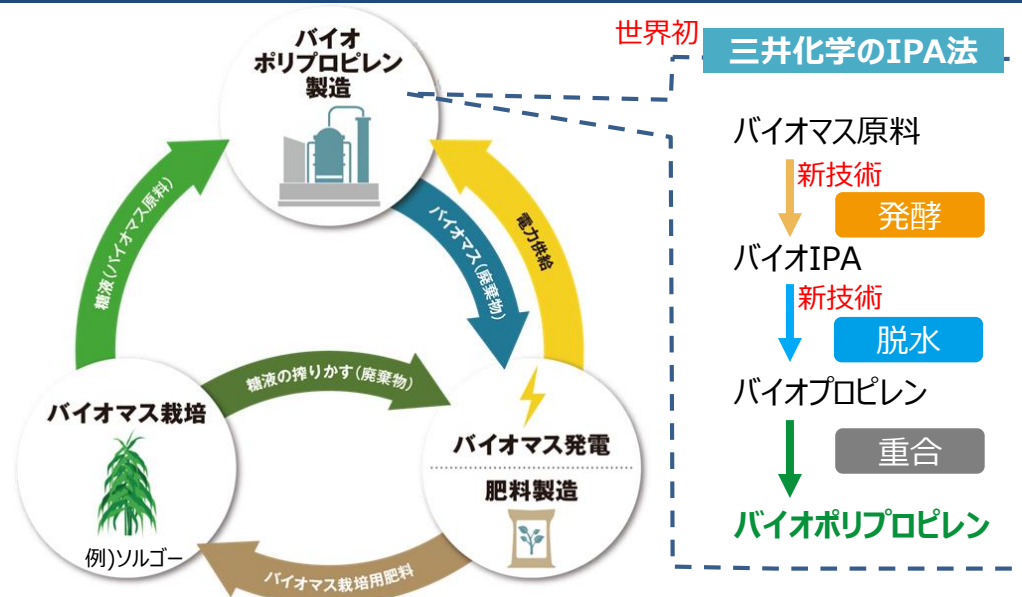 バイオ
ポリプロピレン
製造
糖液(バイオマス原料)
バイオマス(廃棄物)
電力供給
糖液の搾りかす(廃棄物)
バイオマス栽培
例)ソルゴー
バイオマス発電
肥料製造
バイオマス栽培用肥料
世界初
三井化学のIPA法
バイオマス原料
新技術
発酵
バイオIPA
新技術
脱水
バイオプロピレン
重合
バイオポリプロピレン